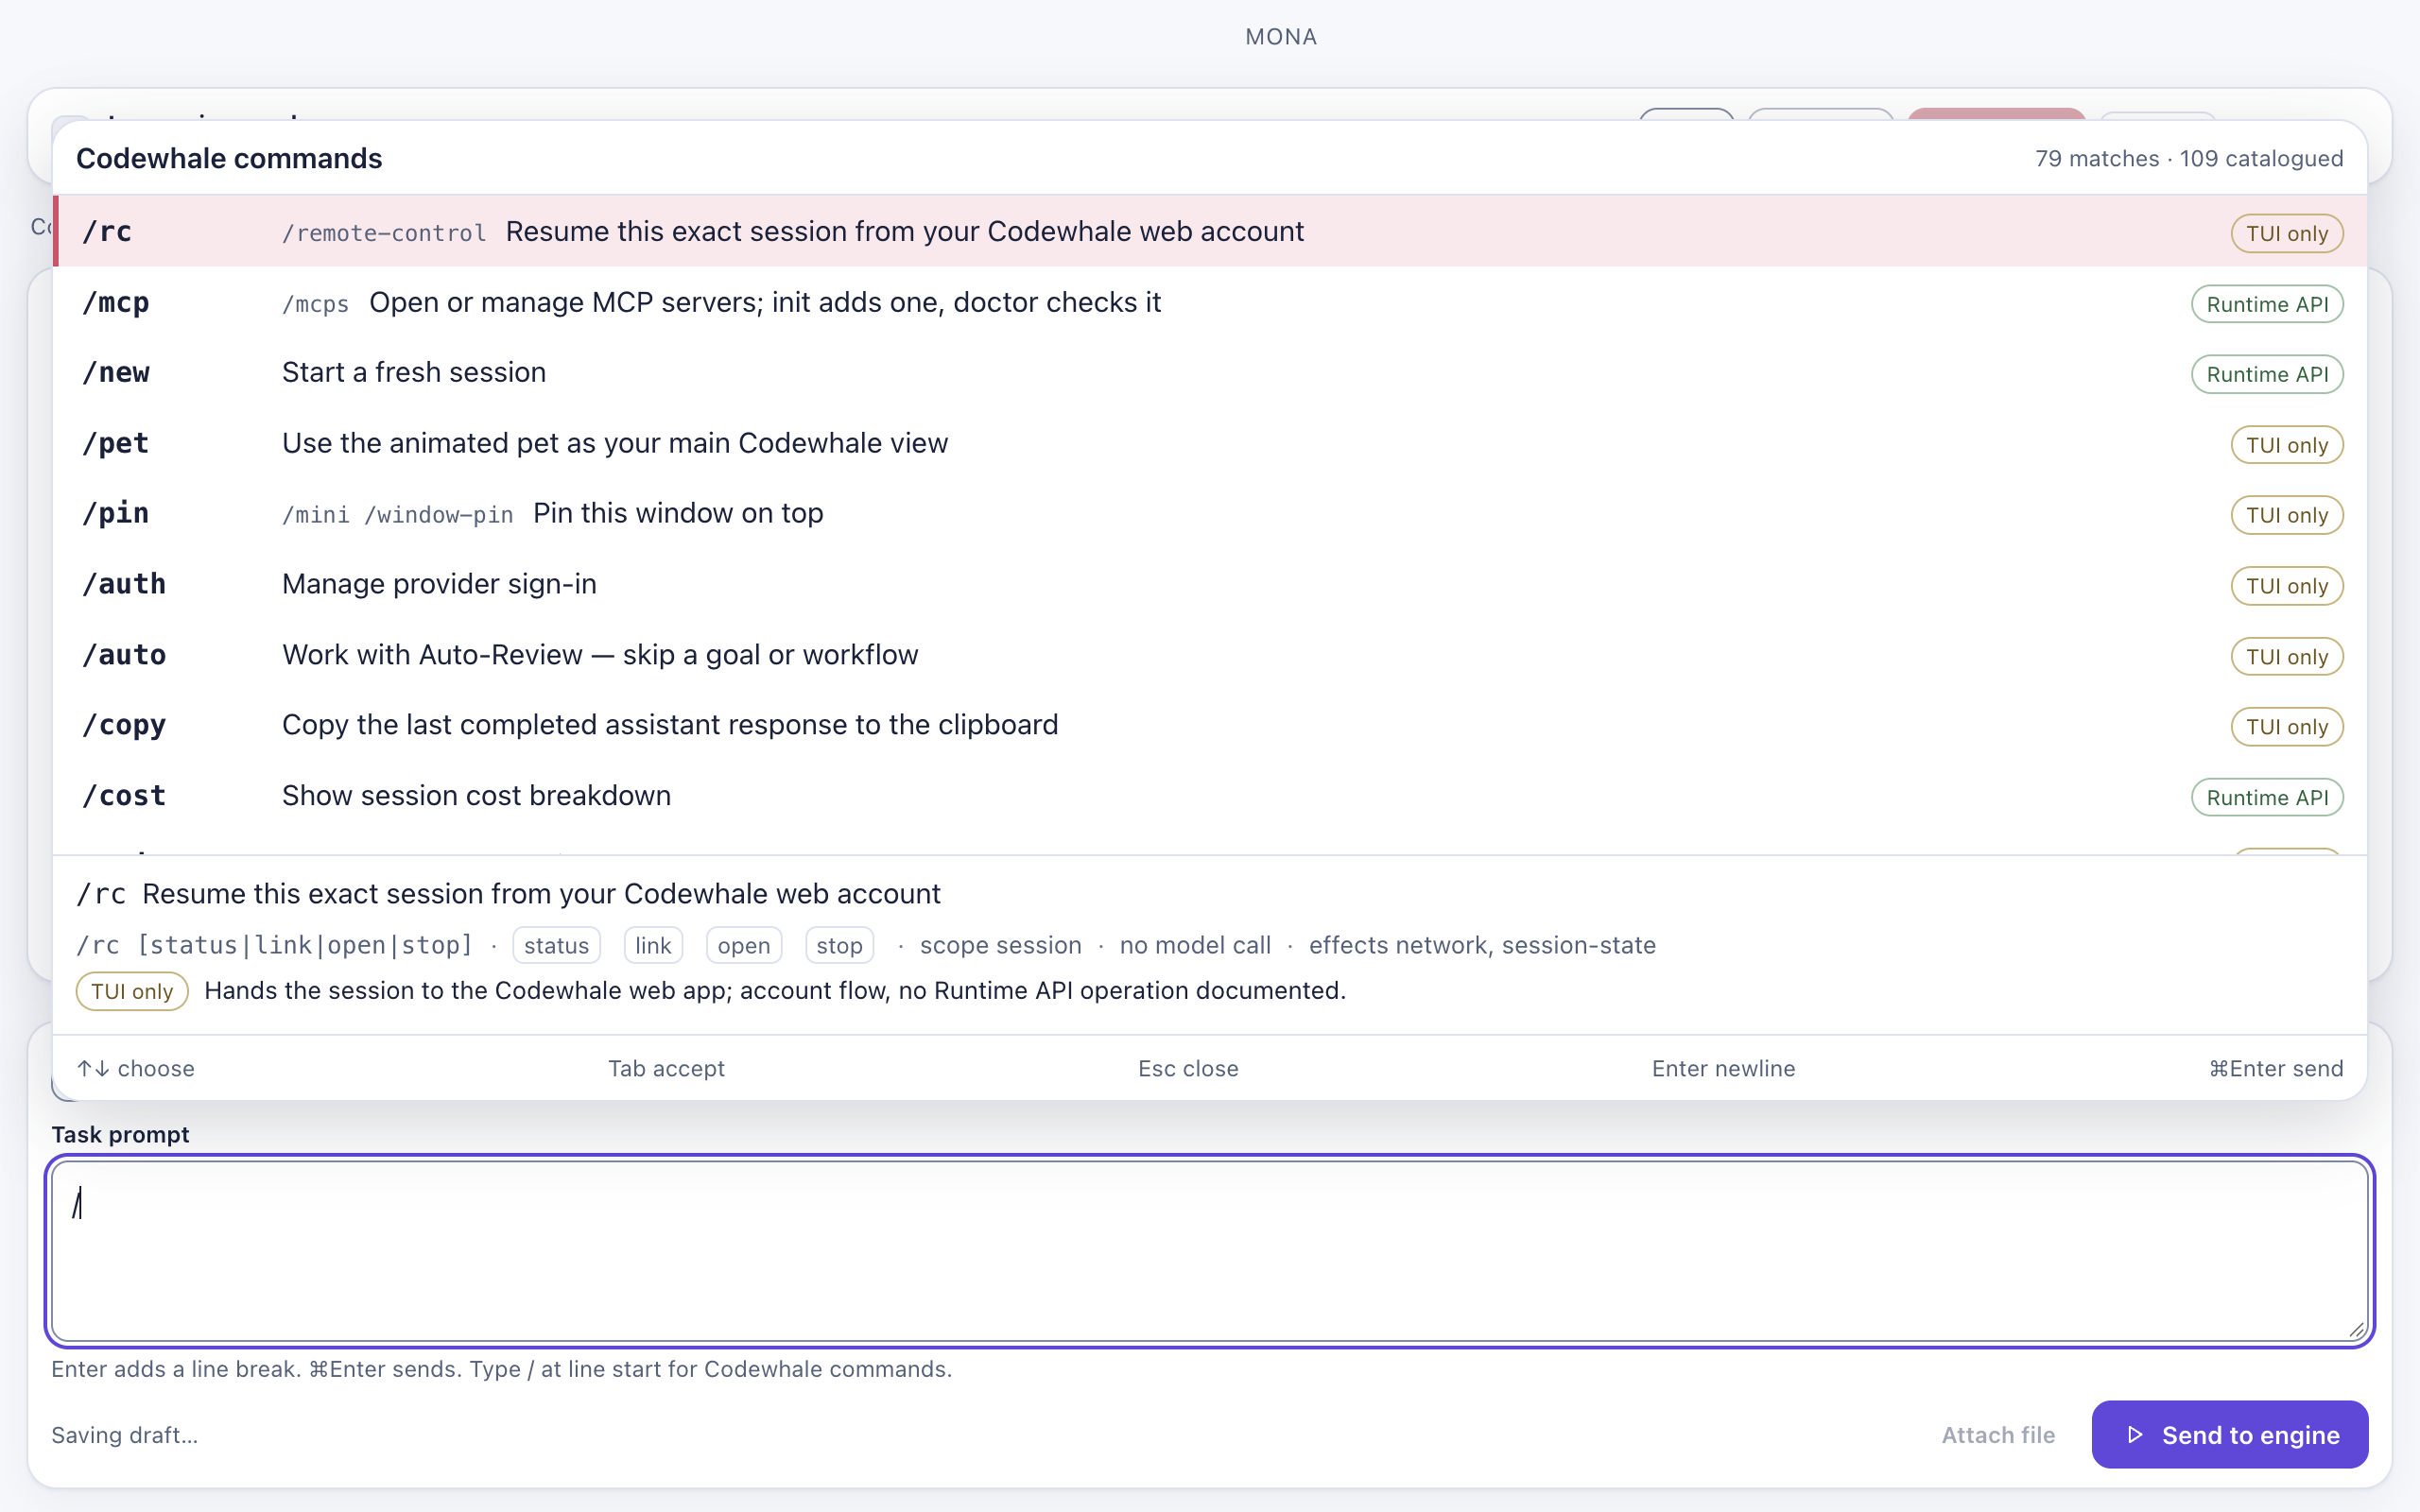 MONA
Codewhale commands 79 matches · 109 catalogued
/rc /remote-control Resume this exact session from your Codewhale web account TUI only
/mcp /mcps Open or manage MCP servers; init adds one, doctor checks it Runtime API
/new Start a fresh session Runtime API
/pet Use the animated pet as your main Codewhale view TUI only
/pin /mini /window-pin Pin this window on top TUI only
/auth Manage provider sign-in TUI only
/auto Work with Auto-Review — skip a goal or workflow TUI only
/copy Copy the last completed assistant response to the clipboard TUI only
/cost Show session cost breakdown Runtime API
/rc Resume this exact session from your Codewhale web account
/rc [status|link|open|stop] · status link open stop · scope session · no model call · effects network, session-state
TUI only Hands the session to the Codewhale web app; account flow, no Runtime API operation documented.
↑↓ choose Tab accept Esc close Enter newline ⌘Enter send
Task prompt
/
Enter adds a line break. ⌘Enter sends. Type / at line start for Codewhale commands.
Saving draft... Attach file Send to engine